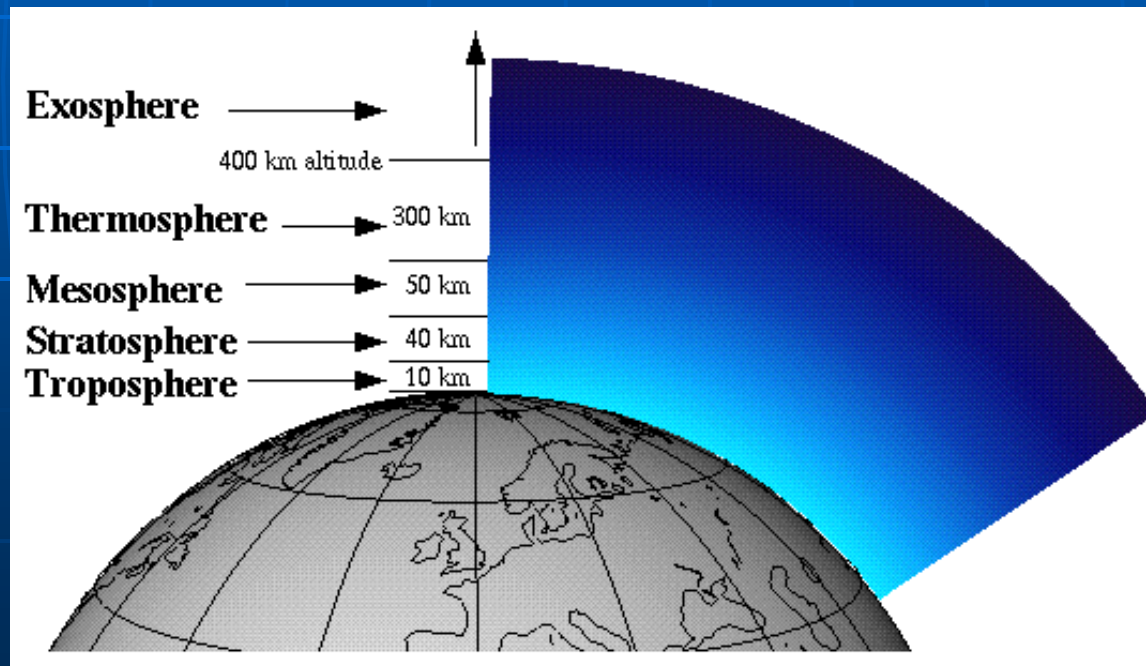 Exosphere
400 km altitude
Thermosphere 300 km
Mesosphere 50 km
Stratosphere 40 km
Troposphere 10 km